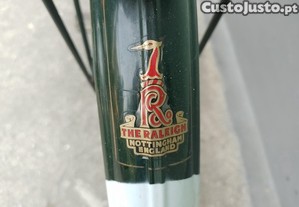 CustoJusto.pt
R
THE RALEIGH
NOTTINGHAM
ENGLAND